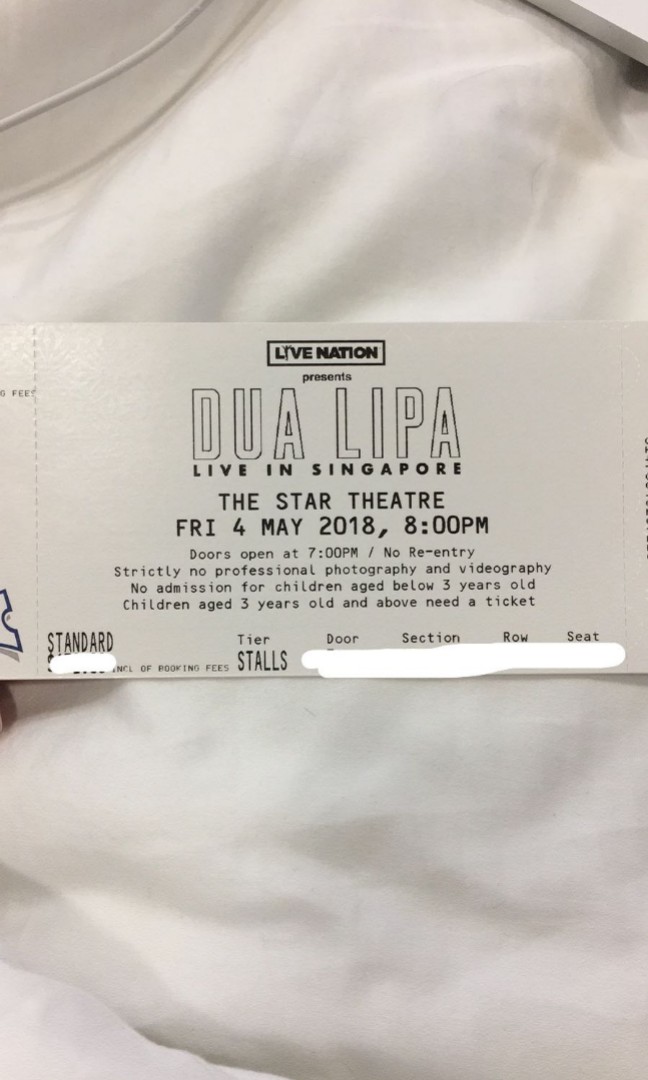 LIVE NATION
presents
DUA LIPA
LIVE IN SINGAPORE
THE STAR THEATRE
FRI 4 MAY 2018, 8:00PM
Doors open at 7:00PM / No Re-entry
Strictly no professional photography and videography
No admission for children aged below 3 years old
Children aged 3 years old and above need a ticket
STANDARD Tier Door Section Row Seat
INCL OF BOOKING FEES STALLS
G FEES